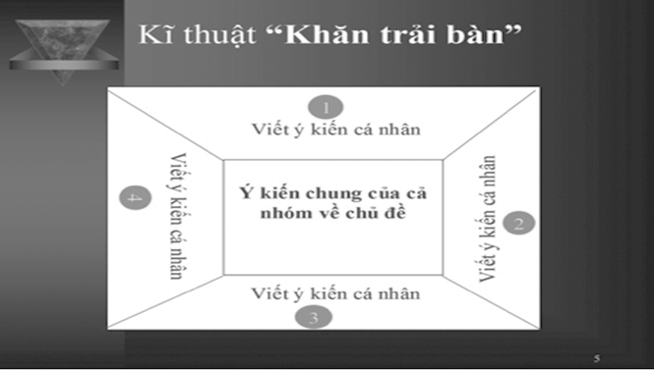 Kĩ thuật “Khăn trải bàn”
1
Viết ý kiến cá nhân
Viết ý kiến cá nhân
4
Ý kiến chung của cả
nhóm về chủ đề
Viết ý kiến cá nhân
2
Viết ý kiến cá nhân
3
5